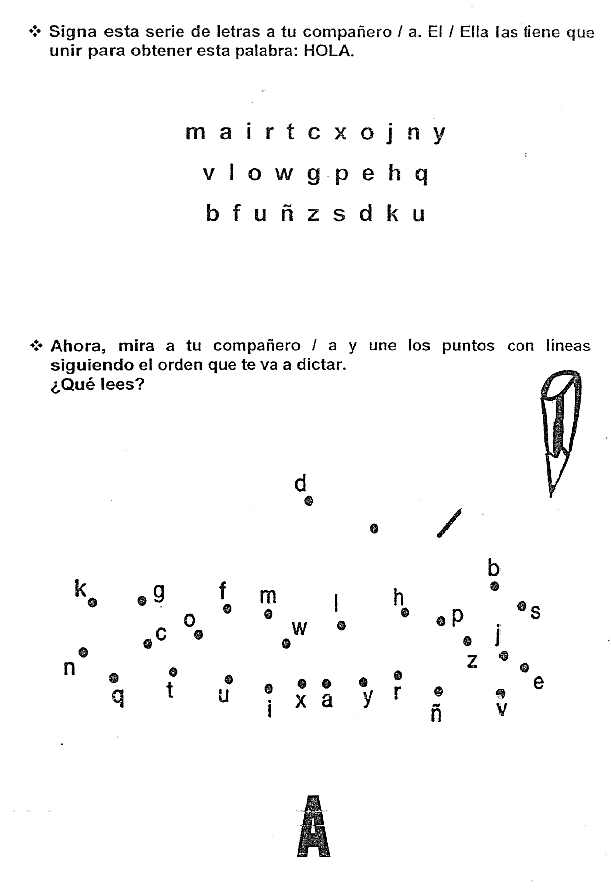 ❖ Signa esta serie de letras a tu compañero / a. El / Ella las tiene que
unir para obtener esta palabra: HOLA.
m a i r t c x o j n y
v l o w g p e h q
b f u ñ z s d k u
❖ Ahora, mira a tu compañero / a y une los puntos con líneas
siguiendo el orden que te va a dictar.
¿Qué lees?
d
b
k g f m l h p s
o c w z j
n e
q t u i x a y r ñ v
A